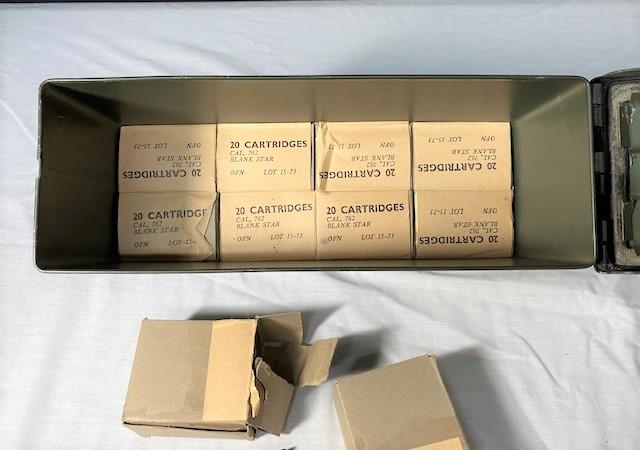 20 CARTRIDGES
CAL, 762
BLANK STAR
OFN LOT 15-73
20 CARTRIDGES
CAL, 762
BLANK STAR
OFN LOT 15-73
20 CARTRIDGES
CAL, 762
BLANK STAR
OFN LOT 15-73
20 CARTRIDGES
CAL, 762
BLANK STAR
OFN LOT 15-73
20 CARTRIDGE
CAL, 762
BLANK STAR
OFN LOT 15-
20 CARTRIDGES
CAL, 762
BLANK STAR
OFN LOT 15-73
20 CARTRIDGES
CAL, 762
BLANK STAR
OFN LOT 15-73
20 CARTRIDGES
CAL, 762
BLANK STAR
OFN LOT 15-73